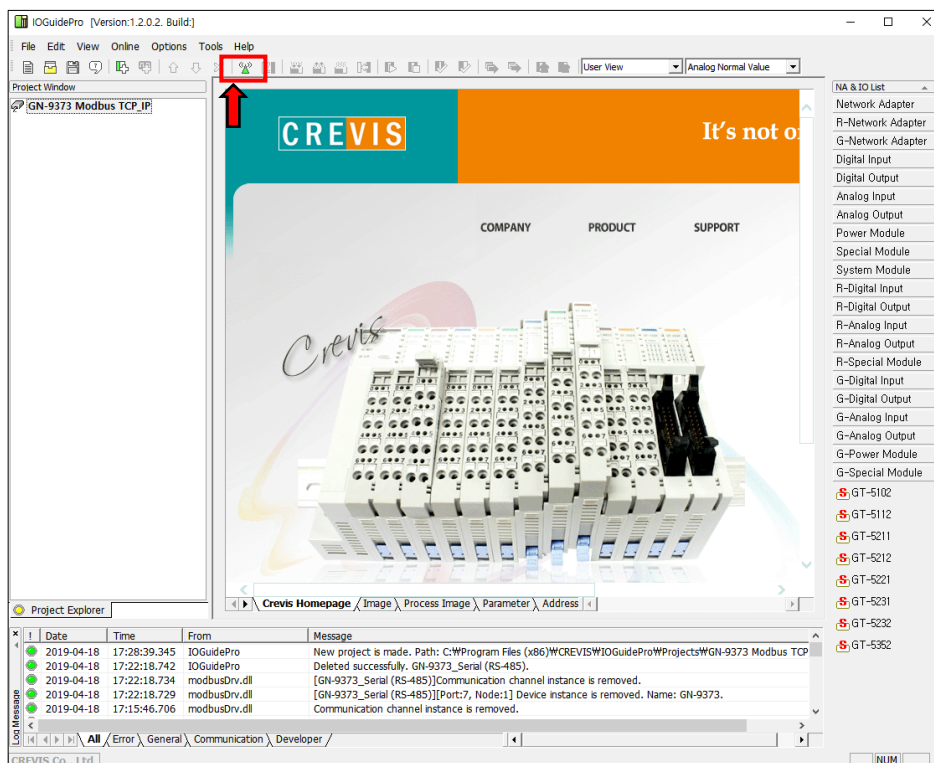 IOGuidePro [Version:1.2.0.2. Build:]
File Edit View Online Options Tools Help
User View Analog Normal Value
Project Window
GN-9373 Modbus TCP_IP
CREVIS It's not o
COMPANY PRODUCT SUPPORT
Crevis
NA & IO List
Network Adapter
R-Network Adapter
G-Network Adapter
Digital Input
Digital Output
Analog Input
Analog Output
Power Module
Special Module
System Module
R-Digital Input
R-Digital Output
R-Analog Input
R-Analog Output
R-Special Module
G-Digital Input
G-Digital Output
G-Analog Input
G-Analog Output
G-Power Module
G-Special Module
GT-5102
GT-5112
GT-5211
GT-5212
GT-5221
GT-5231
GT-5232
GT-5352
Project Explorer
Crevis Homepage Image Process Image Parameter Address
! Date Time From Message
2019-04-18 17:28:39.345 IOGuidePro New project is made. Path: C:₩Program Files (x86)₩CREVIS₩IOGuidePro₩Projects₩GN-9373 Modbus TCP
2019-04-18 17:22:18.742 IOGuidePro Deleted successfully. GN-9373_Serial (RS-485).
2019-04-18 17:22:18.734 modbusDrv.dll [GN-9373_Serial (RS-485)]Communication channel instance is removed.
2019-04-18 17:22:18.729 modbusDrv.dll [GN-9373_Serial (RS-485)][Port:7, Node:1] Device instance is removed. Name: GN-9373.
2019-04-18 17:15:46.706 modbusDrv.dll Communication channel instance is removed.
Log Message
All Error General Communication Developer
CREVIS Co., Ltd NUM